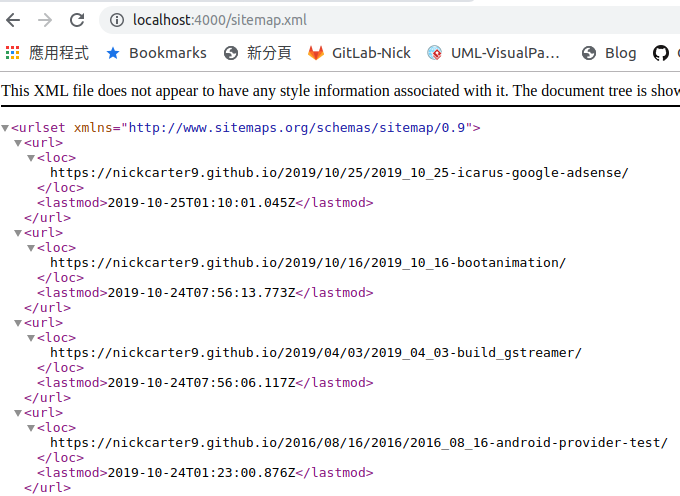 localhost:4000/sitemap.xml
應用程式 Bookmarks 新分頁 GitLab-Nick UML-VisualPa… Blog
This XML file does not appear to have any style information associated with it. The document tree is show
<urlset xmlns="http://www.sitemaps.org/schemas/sitemap/0.9">
<url>
<loc>
https://nickcarter9.github.io/2019/10/25/2019_10_25-icarus-google-adsense/
</loc>
<lastmod>2019-10-25T01:10:01.045Z</lastmod>
</url>
<url>
<loc>
https://nickcarter9.github.io/2019/10/16/2019_10_16-bootanimation/
</loc>
<lastmod>2019-10-24T07:56:13.773Z</lastmod>
</url>
<url>
<loc>
https://nickcarter9.github.io/2019/04/03/2019_04_03-build_gstreamer/
</loc>
<lastmod>2019-10-24T07:56:06.117Z</lastmod>
</url>
<url>
<loc>
https://nickcarter9.github.io/2016/08/16/2016/2016_08_16-android-provider-test/
</loc>
<lastmod>2019-10-24T01:23:00.876Z</lastmod>
</url>